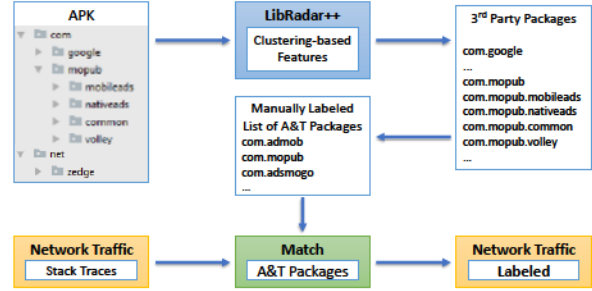 APK
com
google
mopub
mobileads
nativeads
common
volley
net
zedge
LibRadar++
Clustering-based
Features
3rd Party Packages
com.google
...
com.mopub
com.mopub.mobileads
com.mopub.nativeads
com.mopub.common
com.mopub.volley
...
Manually Labeled
List of A&T Packages
com.admob
com.mopub
com.adsmogo
...
Network Traffic
Stack Traces
Match
A&T Packages
Network Traffic
Labeled